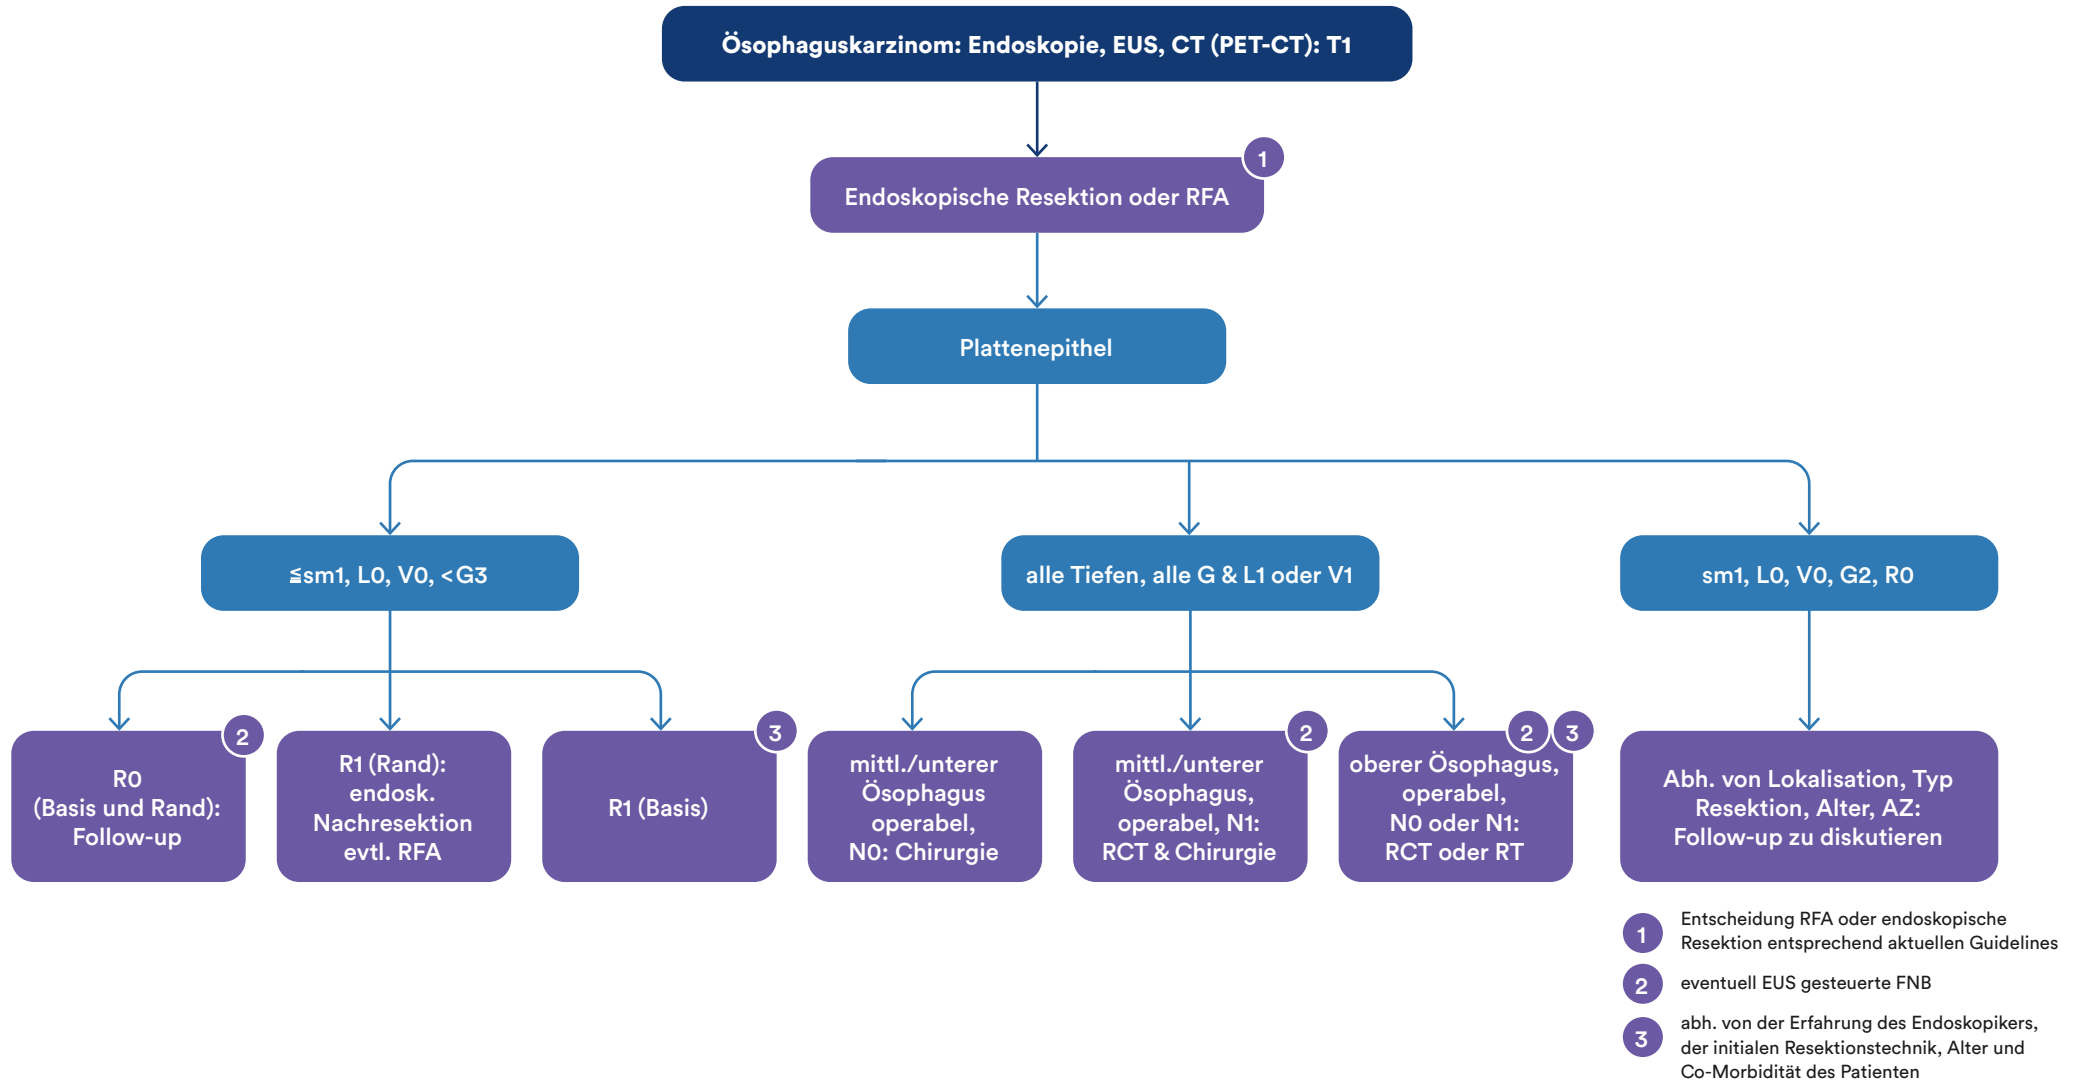 Ösophaguskarzinom: Endoskopie, EUS, CT (PET-CT): T1
1
Endoskopische Resektion oder RFA
Plattenepithel
≦sm1, L0, V0, <G3
alle Tiefen, alle G & L1 oder V1
sm1, L0, V0, G2, R0
2
R0
(Basis und Rand):
Follow-up
R1 (Rand):
endosk.
Nachresektion
evtl. RFA
3
R1 (Basis)
mittl./unterer
Ösophagus
operabel,
N0: Chirurgie
2
mittl./unterer
Ösophagus,
operabel, N1:
RCT & Chirurgie
2 3
oberer Ösophagus,
operabel,
N0 oder N1:
RCT oder RT
Abh. von Lokalisation, Typ
Resektion, Alter, AZ:
Follow-up zu diskutieren
1 Entscheidung RFA oder endoskopische
Resektion entsprechend aktuellen Guidelines
2 eventuell EUS gesteuerte FNB
3 abh. von der Erfahrung des Endoskopikers,
der initialen Resektionstechnik, Alter und
Co-Morbidität des Patienten